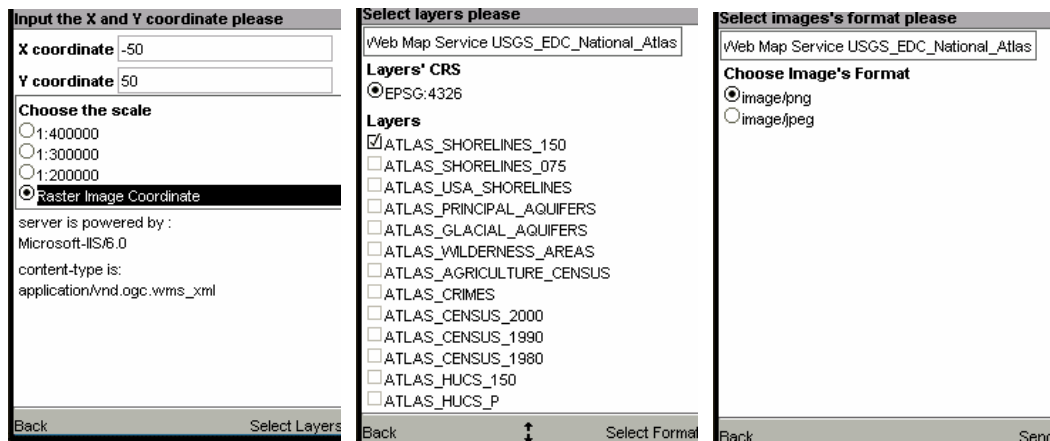 Input the X and Y coordinate please
X coordinate -50
Y coordinate 50
Choose the scale
1:400000
1:300000
1:200000
Raster Image Coordinate
server is powered by :
Microsoft-IIS/6.0
content-type is:
application/vnd.ogc.wms_xml
Back Select Layers
Select layers please
Web Map Service USGS_EDC_National_Atlas
Layers' CRS
EPSG:4326
Layers
ATLAS_SHORELINES_150
ATLAS_SHORELINES_075
ATLAS_USA_SHORELINES
ATLAS_PRINCIPAL_AQUIFERS
ATLAS_GLACIAL_AQUIFERS
ATLAS_WILDERNESS_AREAS
ATLAS_AGRICULTURE_CENSUS
ATLAS_CRIMES
ATLAS_CENSUS_2000
ATLAS_CENSUS_1990
ATLAS_CENSUS_1980
ATLAS_HUCS_150
ATLAS_HUCS_P
Back Select Format
Select images's format please
Web Map Service USGS_EDC_National_Atlas
Choose Image's Format
image/png
image/jpeg
Back Send